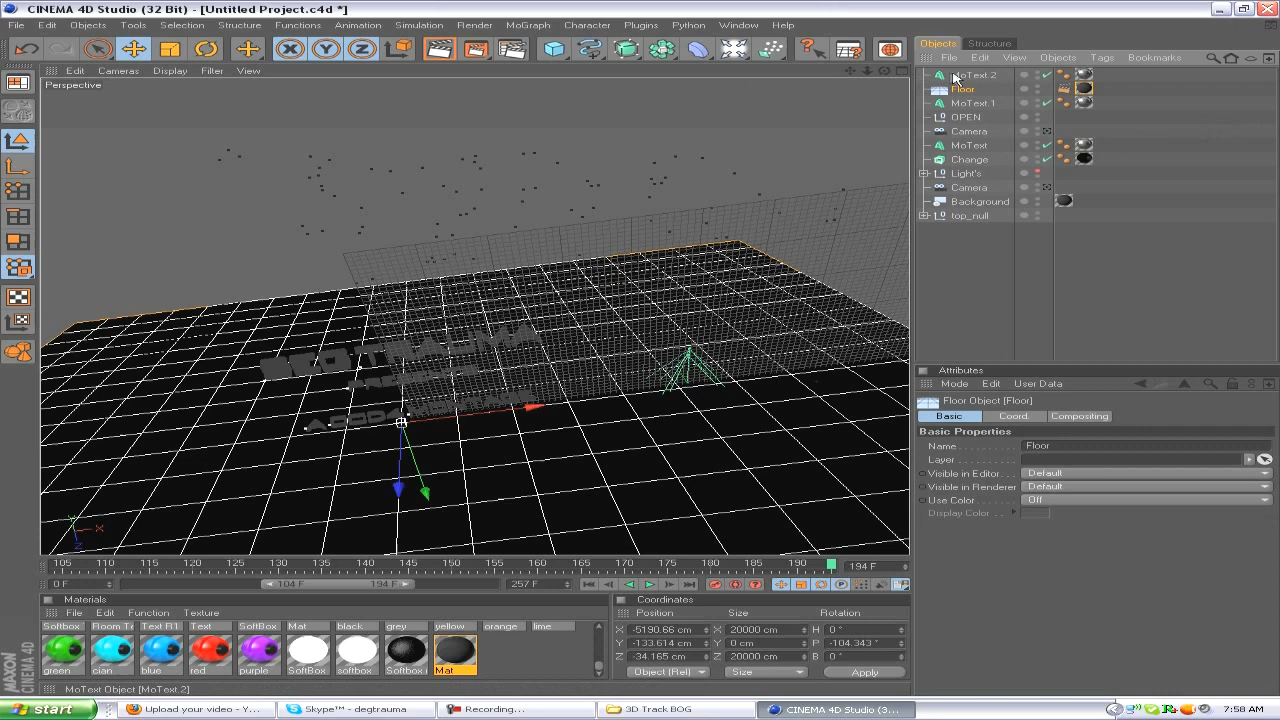 CINEMA 4D Studio (32 Bit) - [Untitled Project.c4d *]
File Edit Objects Tools Selection Structure Functions Animation Simulation Render MoGraph Character Plugins Python Window Help
Edit Cameras Display Filter View
Perspective
105 110 115 120 125 130 135 140 145 150 155 160 165 170 175 180 185 190
194 F
0 F
104 F
194 F
257 F
Materials
File Edit Function Texture
Softbox Room Te Text R1 Text SoftBox Mat black grey yellow orange lime
green cian blue red purple SoftBox softbox Softbox i Mat
MAXON
CINEMA 4D
Coordinates
Position Size Rotation
X -5190.66 cm X 20000 cm H 0 °
Y -133.614 cm Y 0 cm P -104.343 °
Z -34.165 cm Z 20000 cm B 0 °
Object (Rel) Size Apply
MoText Object [MoText.2]
Objects Structure
File Edit View Objects Tags Bookmarks
MoText.2
Floor
MoText.1
OPEN
Camera
MoText
Change
Light's
Camera
Background
top_null
Attributes
Mode Edit User Data
Floor Object [Floor]
Basic Coord. Compositing
Basic Properties
Name Floor
Layer
Visible in Editor Default
Visible in Renderer Default
Use Color Off
Display Color
start
Upload your video - Y...
Skype™ - degtrauma
Recording...
3D Track BOG
CINEMA 4D Studio (3...
7:58 AM